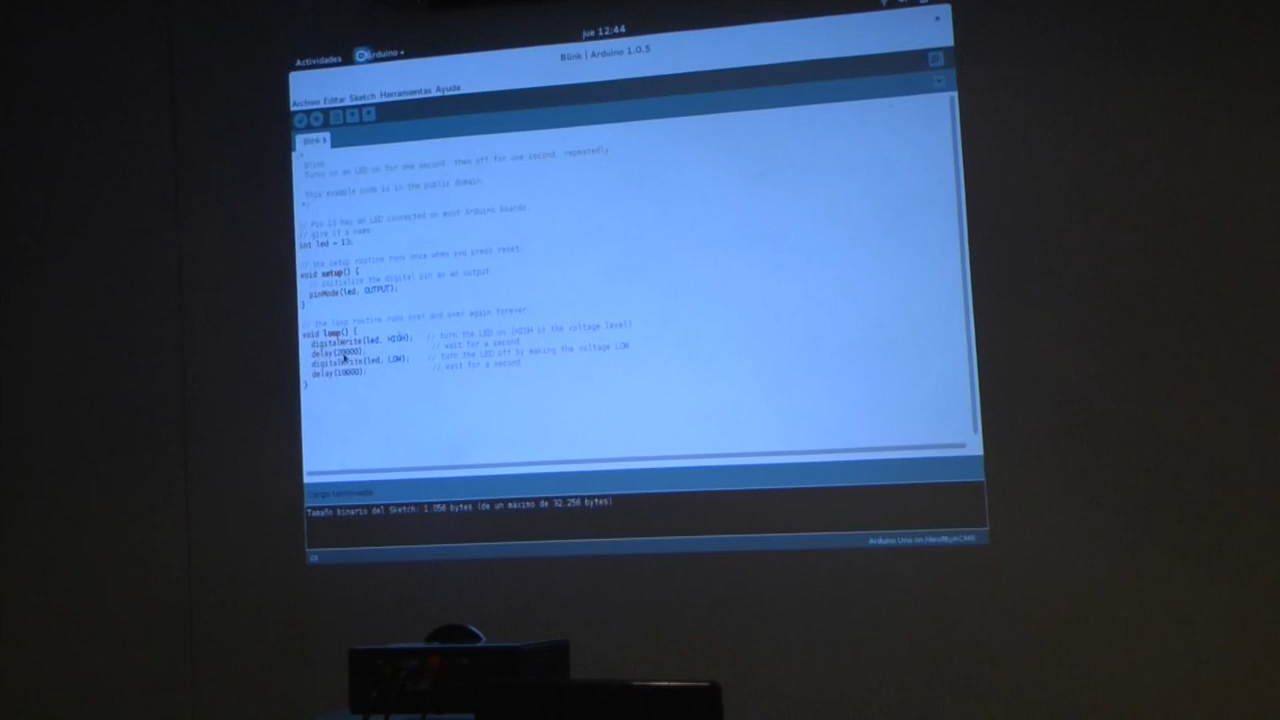 jue 12:44
Actividades Arduino
Blink | Arduino 1.0.5
Archivo Editar Sketch Herramientas Ayuda
Blink §
/*
Blink
Turns on an LED on for one second, then off for one second, repeatedly.
This example code is in the public domain.
*/
// Pin 13 has an LED connected on most Arduino boards.
// give it a name:
int led = 13;
// the setup routine runs once when you press reset:
void setup() {
// initialize the digital pin as an output.
pinMode(led, OUTPUT);
}
// the loop routine runs over and over again forever:
void loop() {
digitalWrite(led, HIGH); // turn the LED on (HIGH is the voltage level)
delay(20000); // wait for a second
digitalWrite(led, LOW); // turn the LED off by making the voltage LOW
delay(10000); // wait for a second
}
Carga terminada.
Tamaño binario del Sketch: 1.056 bytes (de un máximo de 32.256 bytes)
Arduino Uno on /dev/ttyACM0